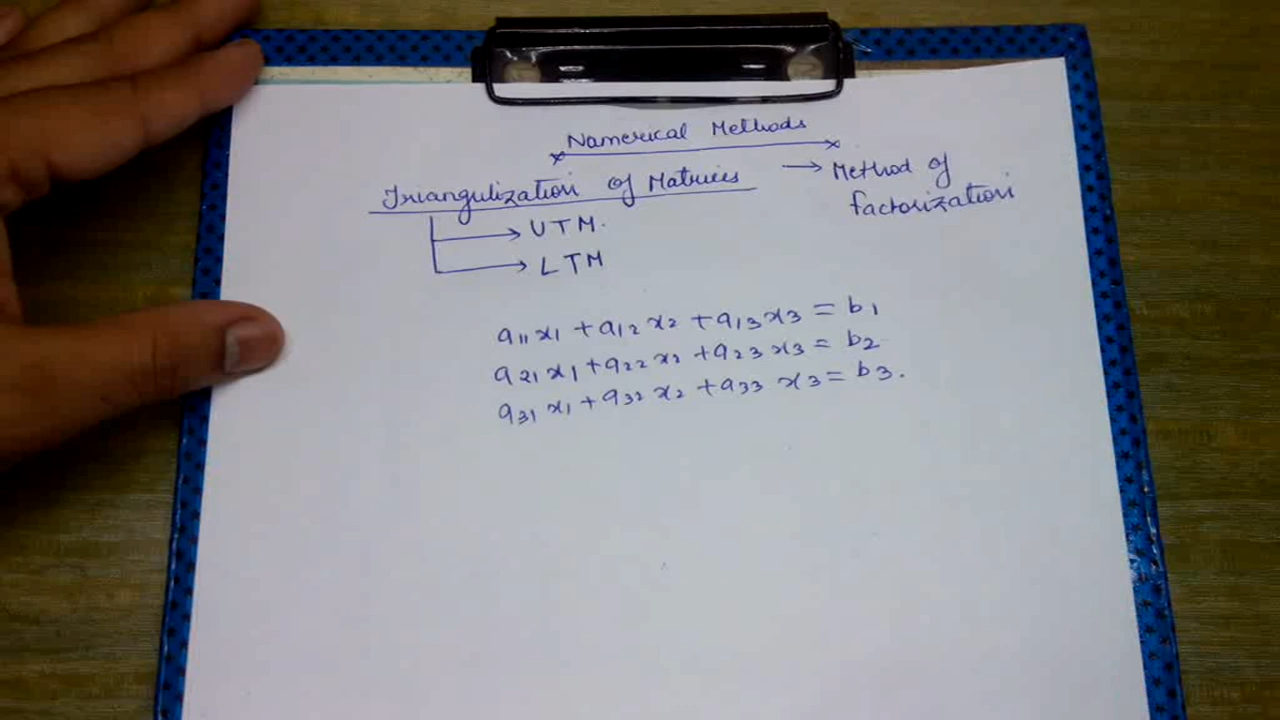 Numerical Methods
Triangulization of Matrices → Method of
factorization
→ UTM.
→ LTM
a₁₁x₁ + a₁₂x₂ + a₁₃x₃ = b₁
a₂₁x₁ + a₂₂x₂ + a₂₃x₃ = b₂
a₃₁x₁ + a₃₂x₂ + a₃₃x₃ = b₃.